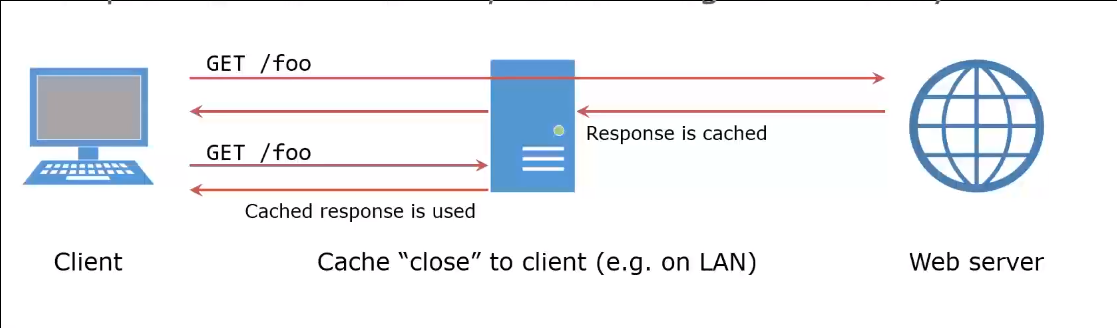 GET /foo
Response is cached
GET /foo
Cached response is used
Client
Cache “close” to client (e.g. on LAN)
Web server